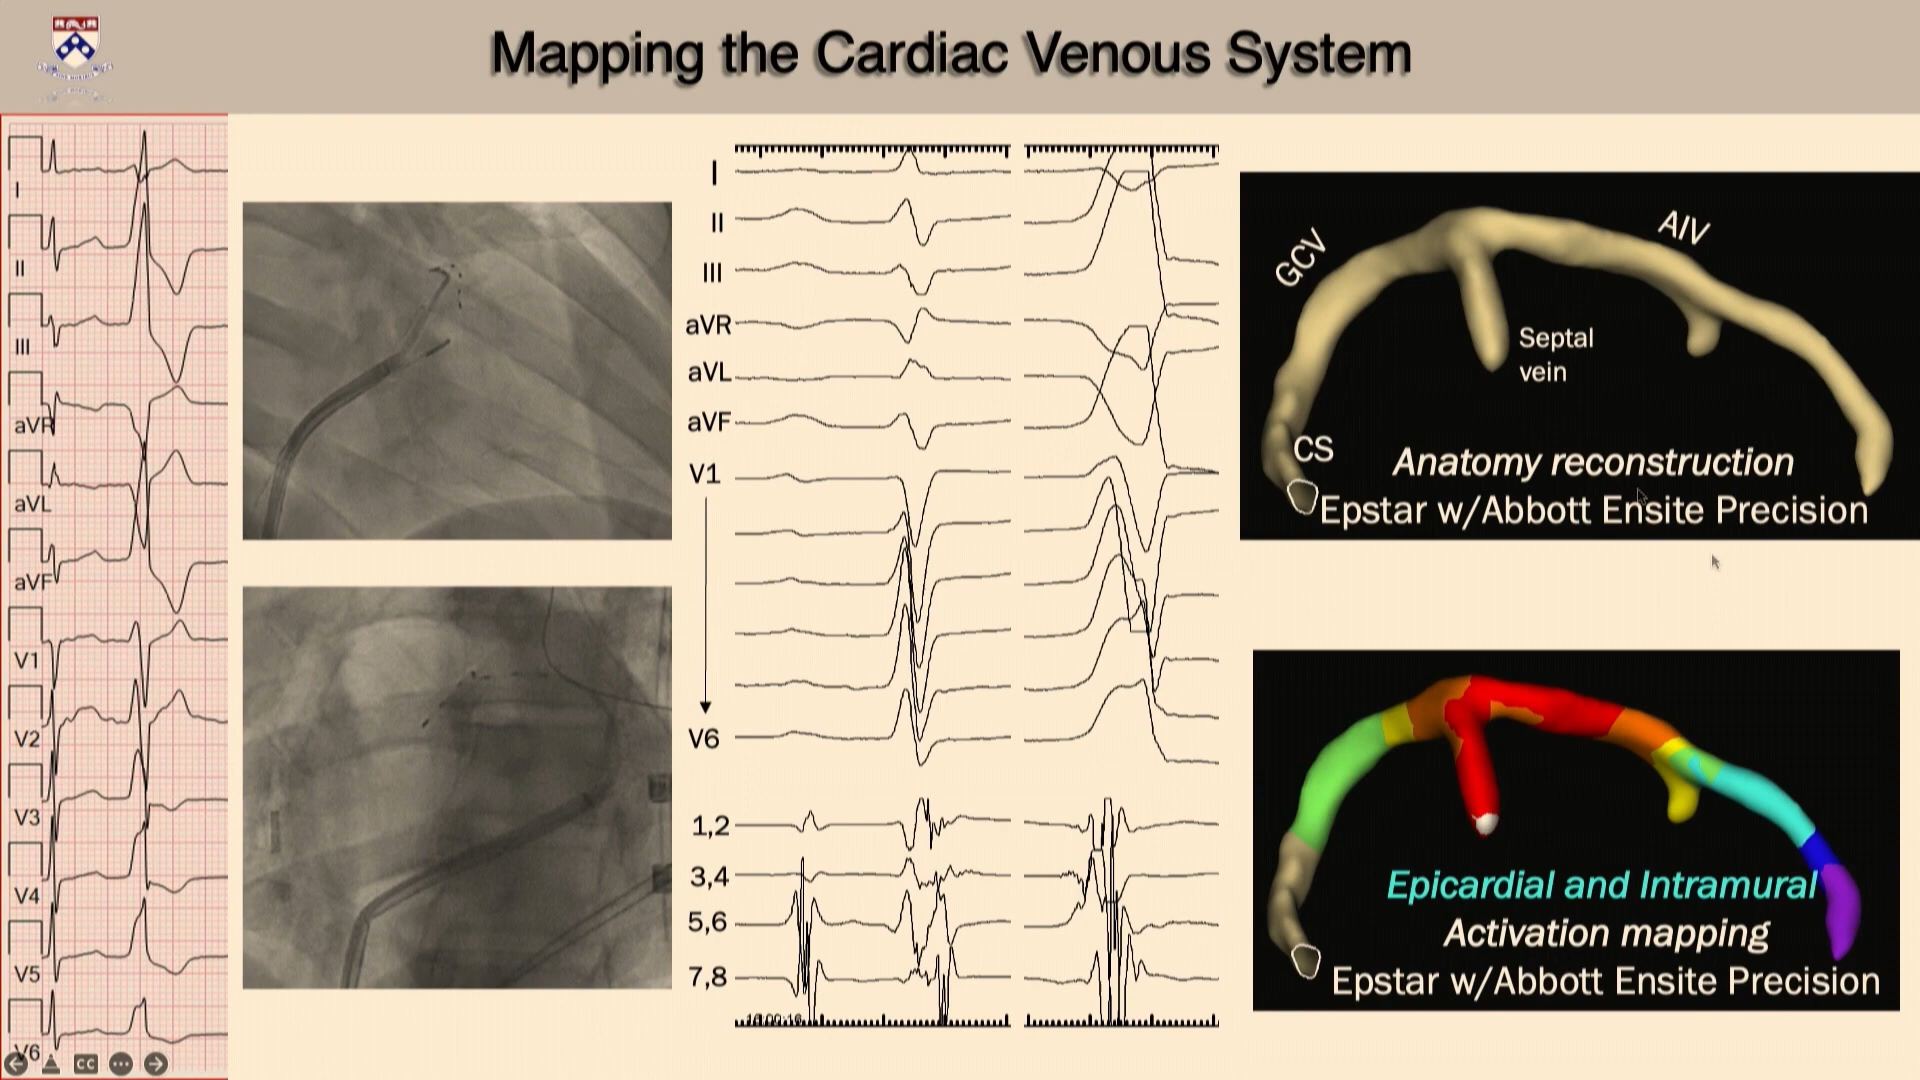 Mapping the Cardiac Venous System
I
II
III
aVR
aVL
aVF
V1
V2
V3
V4
V5
V6
CC
I
II
III
aVR
aVL
aVF
V1
V6
1,2
3,4
5,6
7,8
GCV
AIV
Septal
vein
CS
Anatomy reconstruction
Epstar w/Abbott Ensite Precision
Epicardial and Intramural
Activation mapping
Epstar w/Abbott Ensite Precision